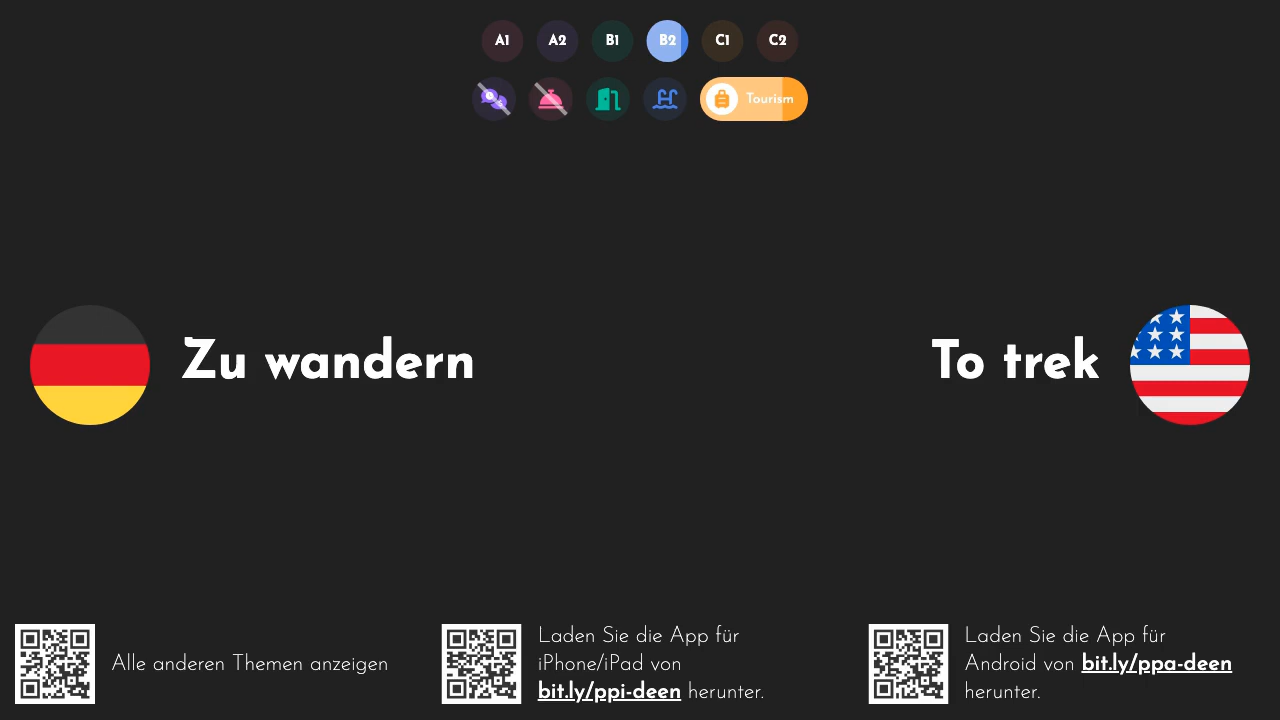 A1 A2 B1 B2 C1 C2
Tourism
Zu wandern
To trek
Alle anderen Themen anzeigen
Laden Sie die App für
iPhone/iPad von
bit.ly/ppi-deen herunter.
Laden Sie die App für
Android von bit.ly/ppa-deen
herunter.